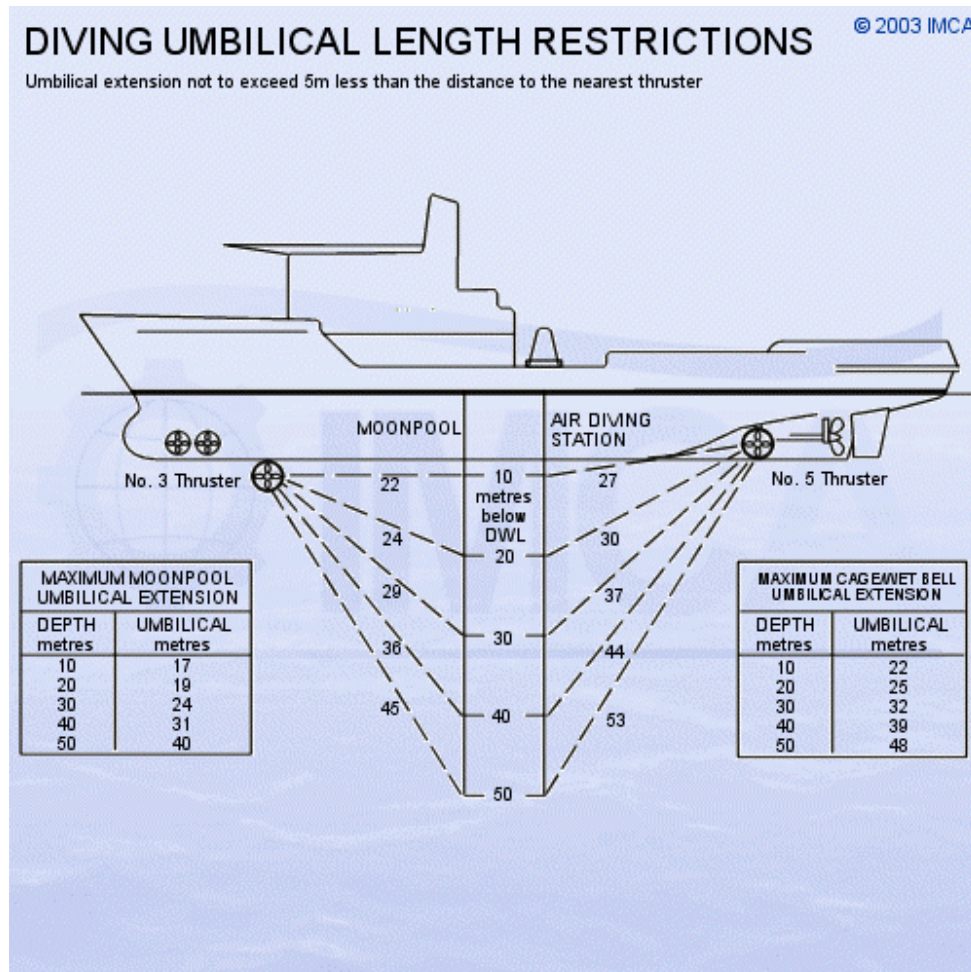 DIVING UMBILICAL LENGTH RESTRICTIONS
© 2003 IMCA
Umbilical extension not to exceed 5m less than the distance to the nearest thruster
MOONPOOL
AIR DIVING
STATION
No. 3 Thruster
No. 5 Thruster
22
10
metres
below
DWL
27
24
20
30
29
30
37
36
44
45
40
53
50
MAXIMUM MOONPOOL
UMBILICAL EXTENSION
DEPTH UMBILICAL
metres metres
10 17
20 19
30 24
40 31
50 40
MAXIMUM CAGE/WET BELL
UMBILICAL EXTENSION
DEPTH UMBILICAL
metres metres
10 22
20 25
30 32
40 39
50 48
IMCA